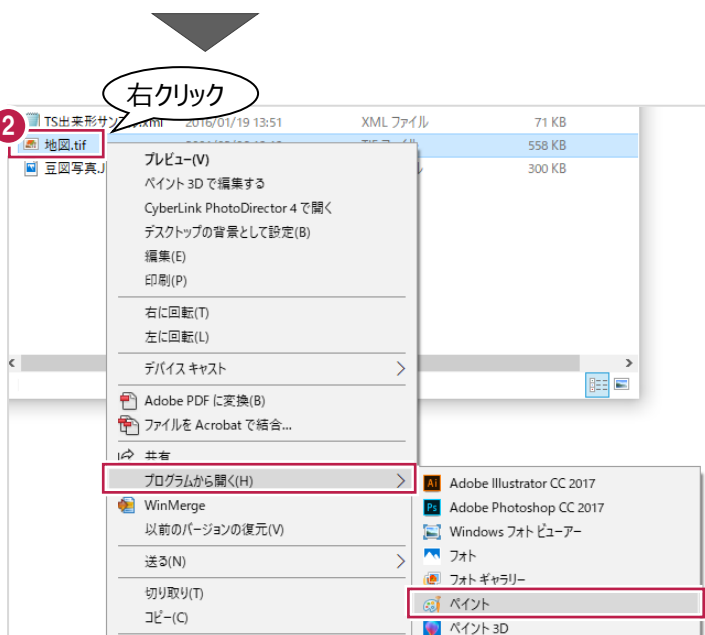 右クリック
2
TS出来形サン xml 2016/01/19 13:51 XML ファイル 71 KB
地図.tif 558 KB
豆図写真.J 300 KB
プレビュー(V)
ペイント 3D で編集する
CyberLink PhotoDirector 4 で開く
デスクトップの背景として設定(B)
編集(E)
印刷(P)
右に回転(T)
左に回転(L)
デバイス キャスト
Adobe PDF に変換(B)
ファイルを Acrobat で結合...
共有
プログラムから開く(H)
WinMerge
以前のバージョンの復元(V)
送る(N)
切り取り(T)
コピー(C)
Adobe Illustrator CC 2017
Adobe Photoshop CC 2017
Windows フォト ビューアー
フォト
フォト ギャラリー
ペイント
ペイント 3D